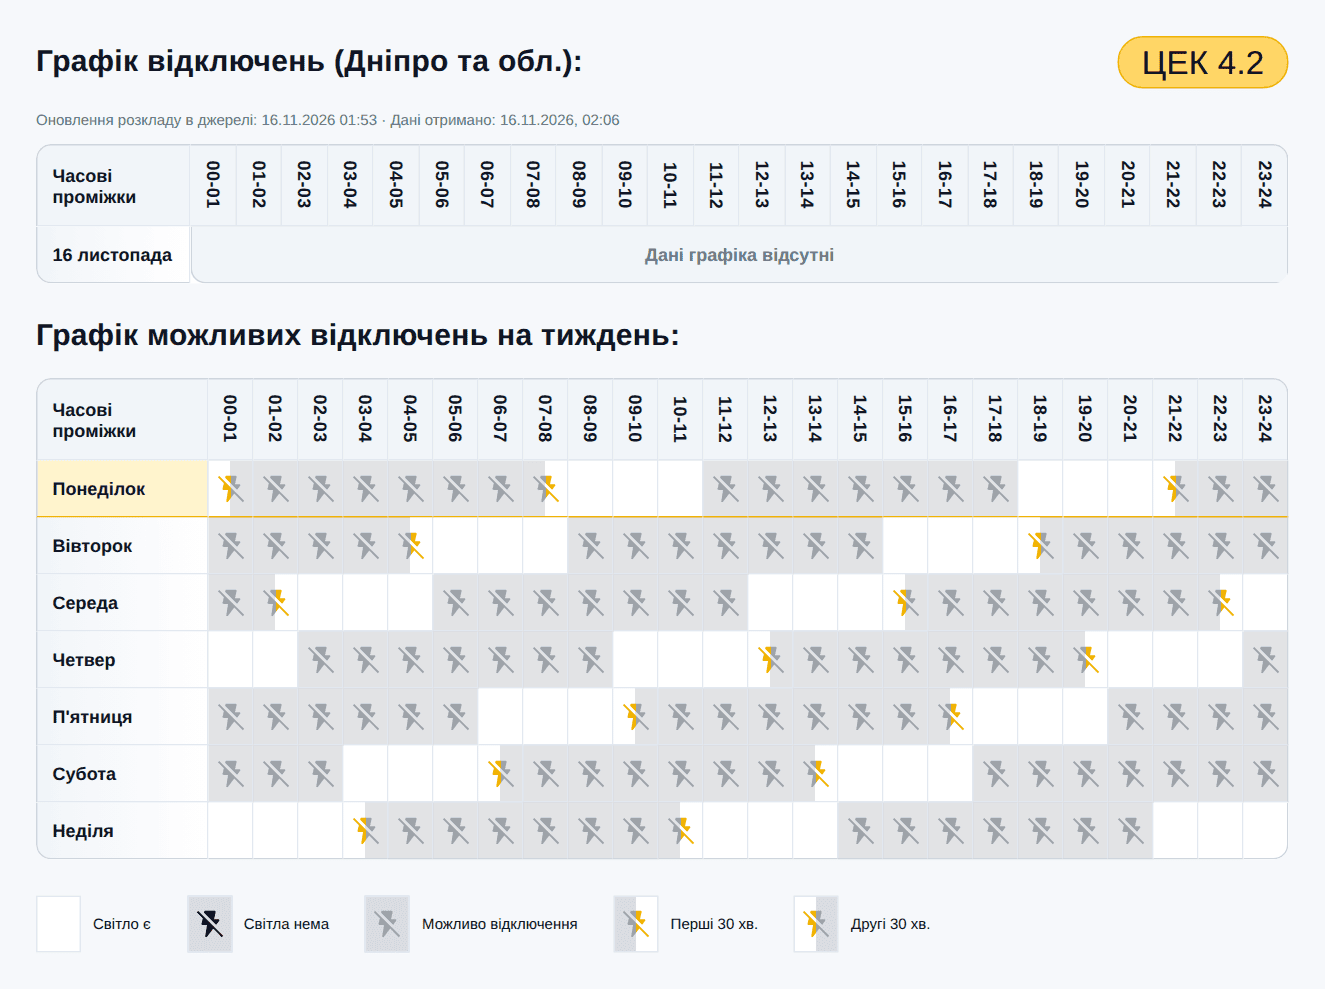 Графік відключень (Дніпро та обл.):
ЦЕК 4.2
Оновлення розкладу в джерелі: 16.11.2026 01:53 · Дані отримано: 16.11.2026, 02:06
Часові
проміжки
00-01 01-02 02-03 03-04 04-05 05-06 06-07 07-08 08-09 09-10 10-11 11-12 12-13 13-14 14-15 15-16 16-17 17-18 18-19 19-20 20-21 21-22 22-23 23-24
16 листопада Дані графіка відсутні
Графік можливих відключень на тиждень:
Часові
проміжки
00-01 01-02 02-03 03-04 04-05 05-06 06-07 07-08 08-09 09-10 10-11 11-12 12-13 13-14 14-15 15-16 16-17 17-18 18-19 19-20 20-21 21-22 22-23 23-24
Понеділок
Вівторок
Середа
Четвер
П'ятниця
Субота
Неділя
Світло є Світла нема Можливо відключення Перші 30 хв. Другі 30 хв.